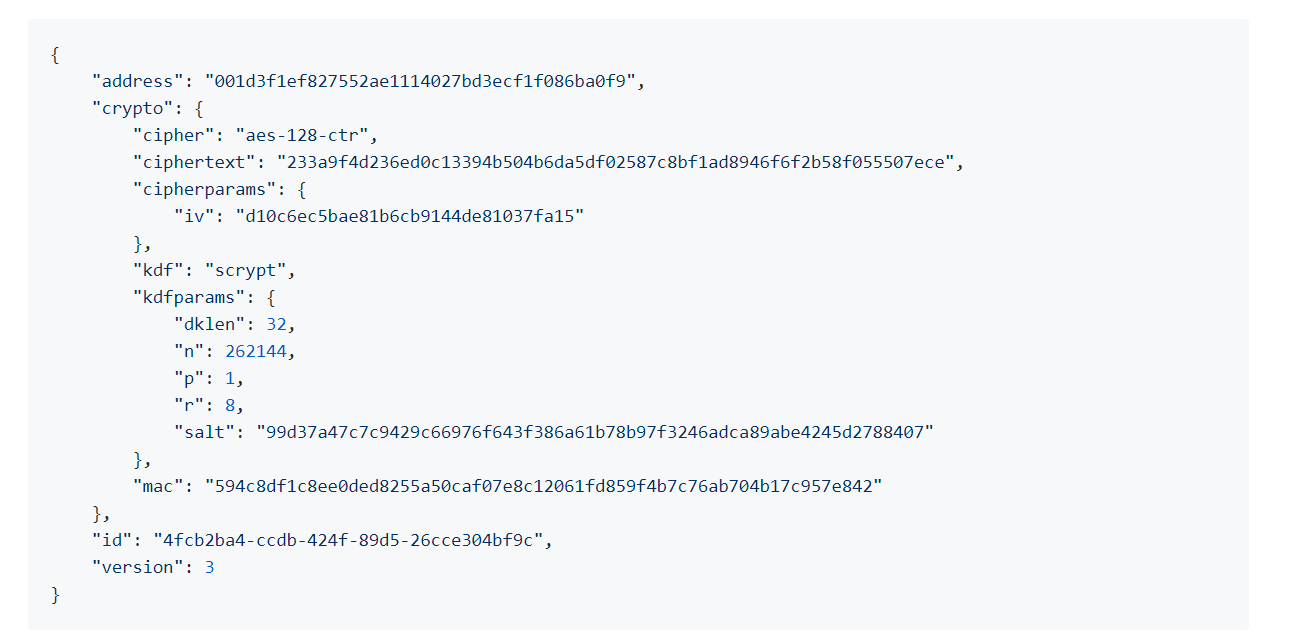 {
    "address": "001d3f1ef827552ae1114027bd3ecf1f086ba0f9",
    "crypto": {
        "cipher": "aes-128-ctr",
        "ciphertext": "233a9f4d236ed0c13394b504b6da5df02587c8bf1ad8946f6f2b58f055507ece",
        "cipherparams": {
            "iv": "d10c6ec5bae81b6cb9144de81037fa15"
        },
        "kdf": "scrypt",
        "kdfparams": {
            "dklen": 32,
            "n": 262144,
            "p": 1,
            "r": 8,
            "salt": "99d37a47c7c9429c66976f643f386a61b78b97f3246adca89abe4245d2788407"
        },
        "mac": "594c8df1c8ee0ded8255a50caf07e8c12061fd859f4b7c76ab704b17c957e842"
    },
    "id": "4fcb2ba4-ccdb-424f-89d5-26cce304bf9c",
    "version": 3
}